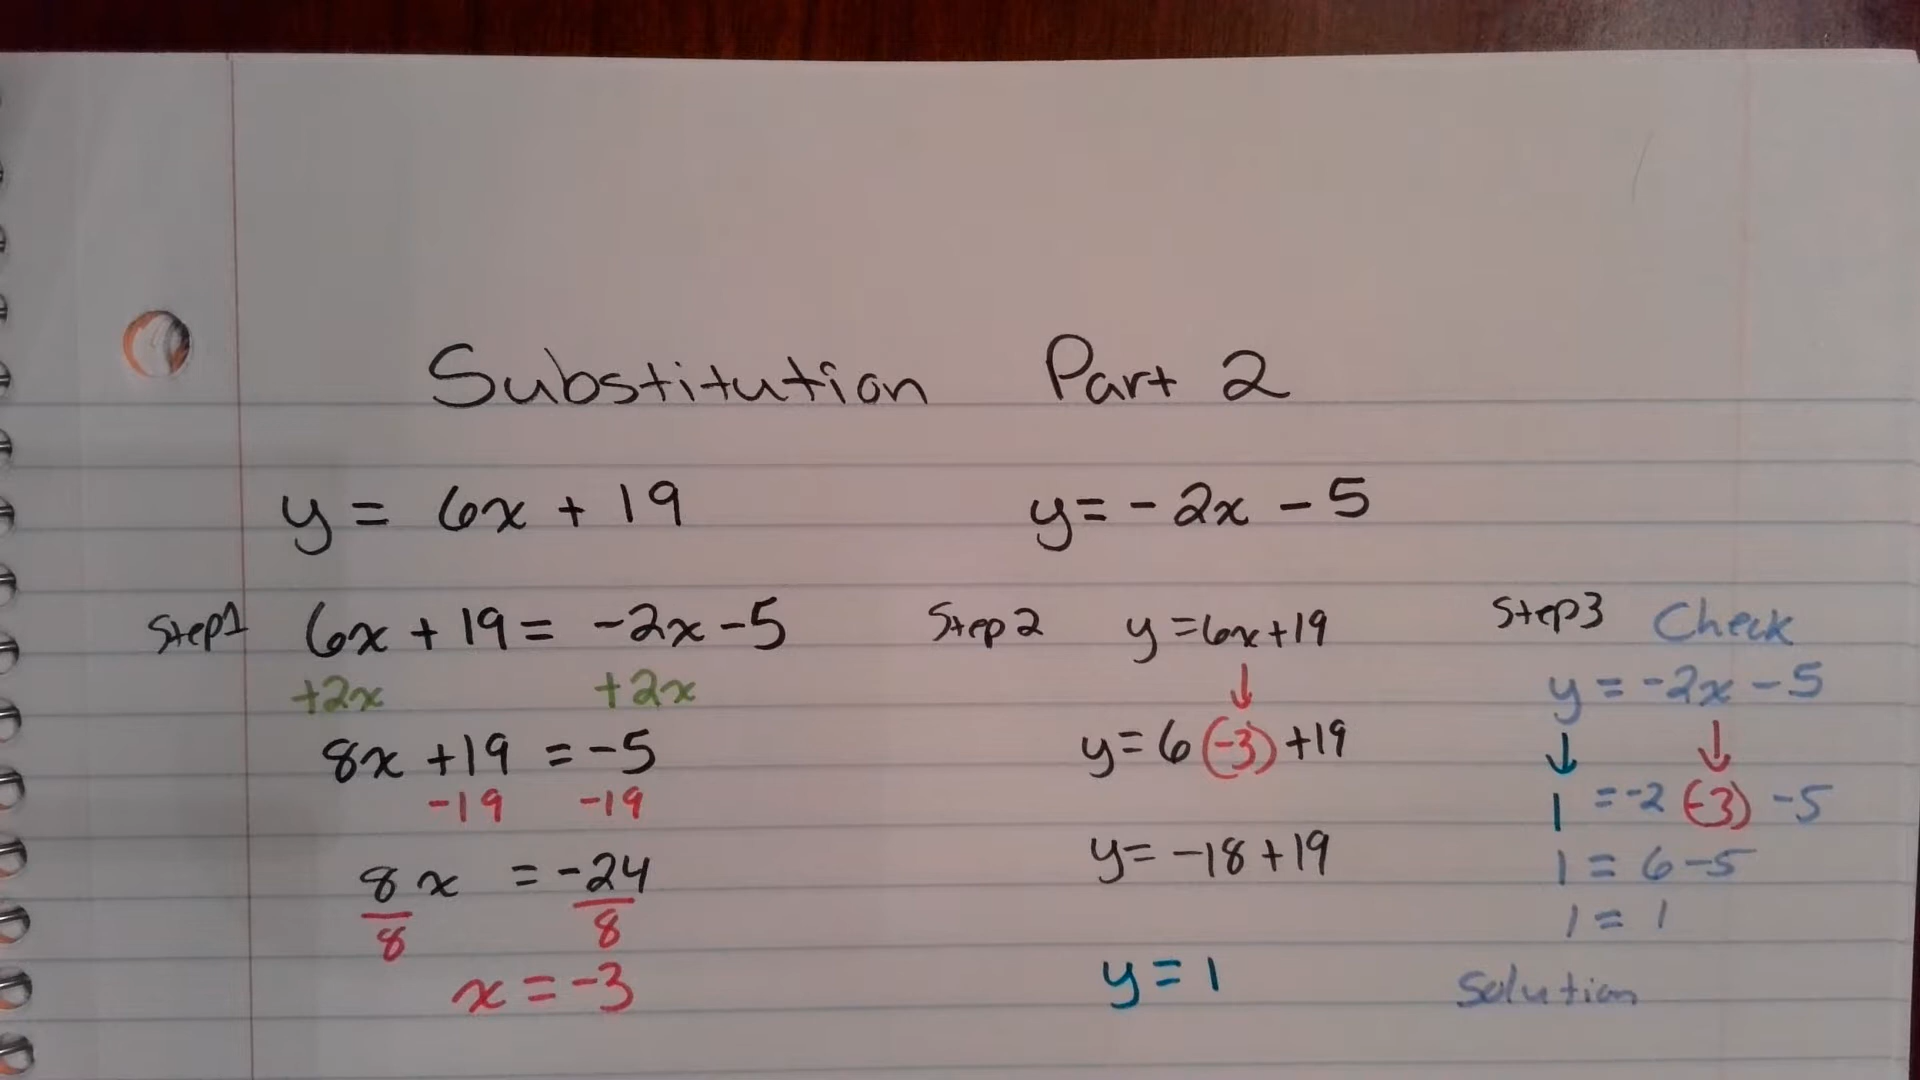 Substitution Part 2
y = 6x + 19
y = -2x - 5
Step1 6x + 19 = -2x - 5
+2x +2x
8x + 19 = -5
-19 -19
8x = -24
8 8
x = -3
Step2 y = 6x + 19
↓
y = 6(-3) + 19
y = -18 + 19
y = 1
Step3 Check
y = -2x - 5
↓ ↓
1 = -2(-3) - 5
1 = 6 - 5
1 = 1
Solution